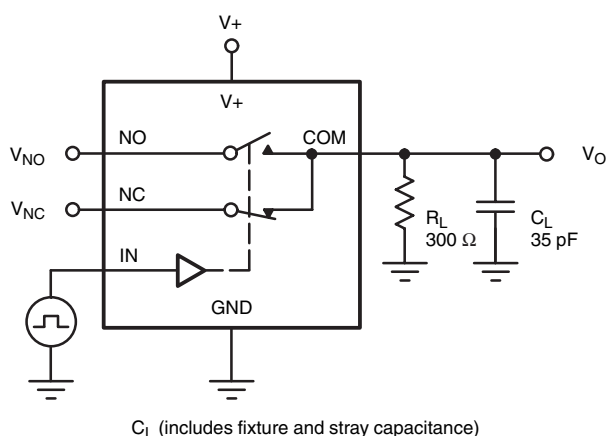 V+
V+
V_NO
NO
COM
V_O
V_NC
NC
R_L
300 Ω
C_L
35 pF
IN
GND
C_L (includes fixture and stray capacitance)